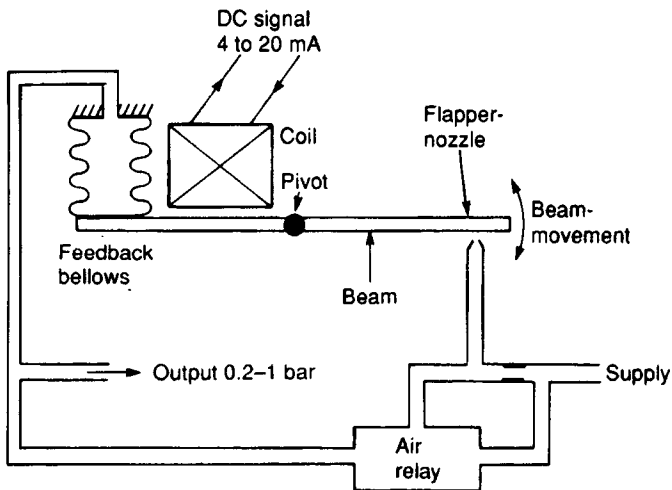 DC signal
4 to 20 mA
Coil
Flapper-
nozzle
Pivot
Beam-
movement
Feedback
bellows
Beam
Output 0.2–1 bar
Supply
Air
relay